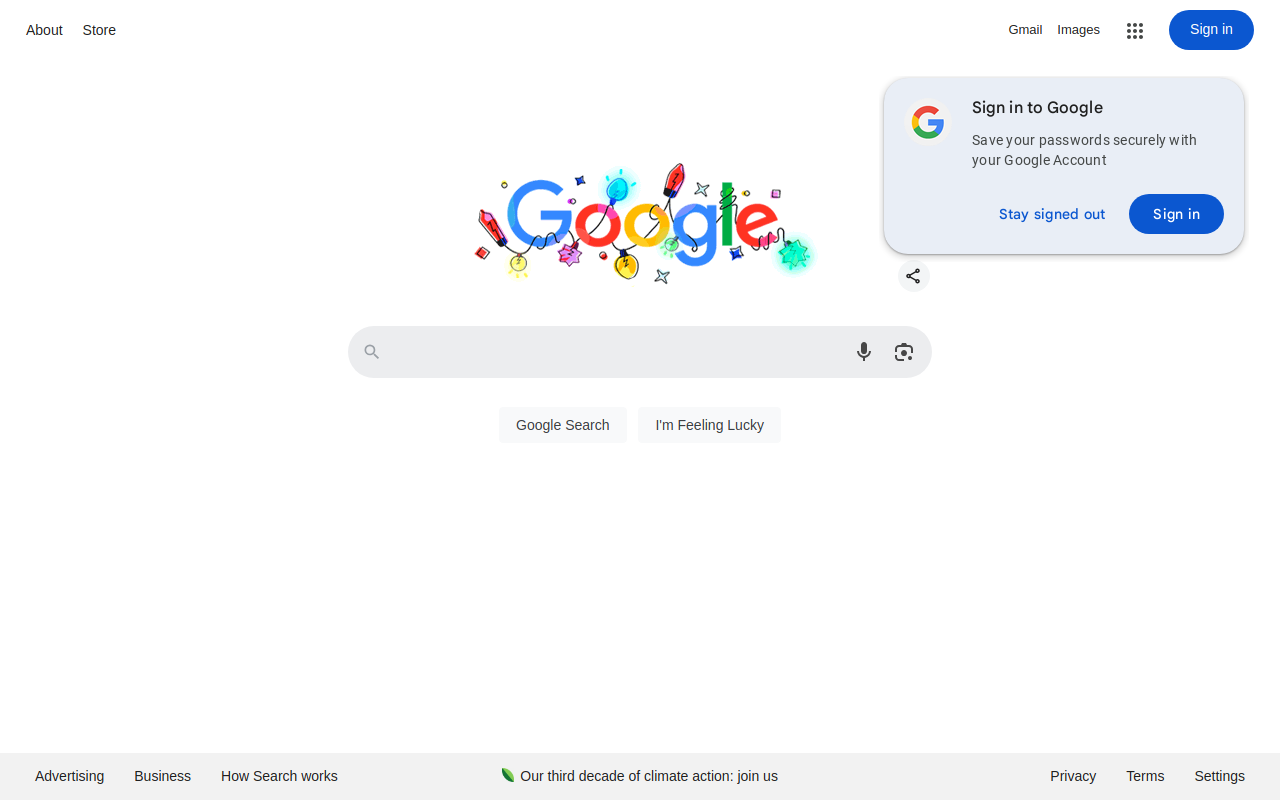 About Store
Gmail Images
Sign in
Sign in to Google
Save your passwords securely with
your Google Account
Stay signed out
Sign in
Google
Google Search
I'm Feeling Lucky
Advertising Business How Search works
Our third decade of climate action: join us
Privacy Terms Settings